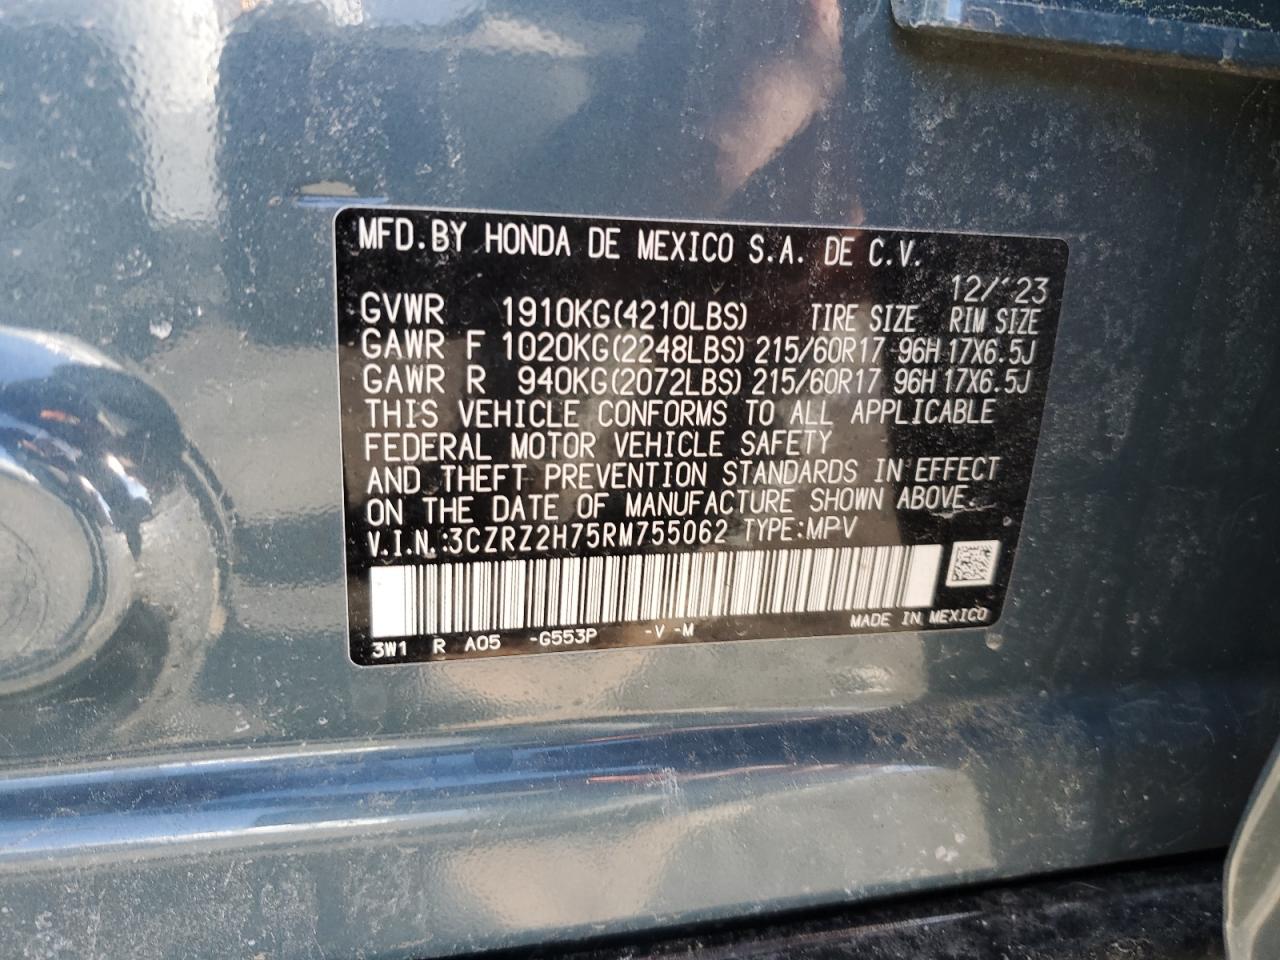 MFD.BY HONDA DE MEXICO S.A. DE C.V.
12/'23
GVWR 1910KG(4210LBS) TIRE SIZE RIM SIZE
GAWR F 1020KG(2248LBS) 215/60R17 96H 17X6.5J
GAWR R 940KG(2072LBS) 215/60R17 96H 17X6.5J
THIS VEHICLE CONFORMS TO ALL APPLICABLE
FEDERAL MOTOR VEHICLE SAFETY
AND THEFT PREVENTION STANDARDS IN EFFECT
ON THE DATE OF MANUFACTURE SHOWN ABOVE.
V.I.N.:3CZRZ2H75RM755062 TYPE:MPV
MADE IN MEXICO
3W1 R A05 -G553P -V -M